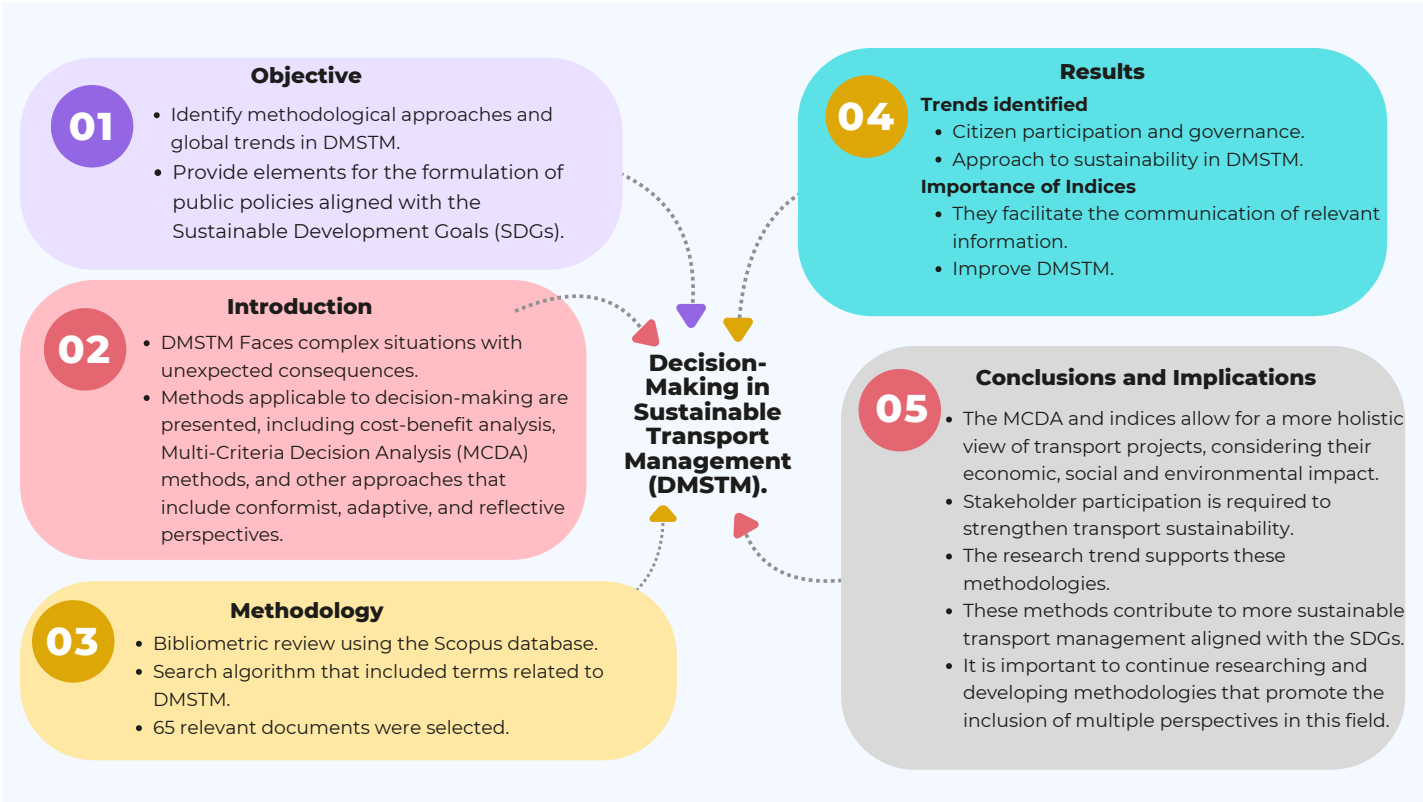 Objective
01
• Identify methodological approaches and
global trends in DMSTM.
• Provide elements for the formulation of
public policies aligned with the
Sustainable Development Goals (SDGs).
Introduction
02
• DMSTM Faces complex situations with
unexpected consequences.
• Methods applicable to decision-making are
presented, including cost-benefit analysis,
Multi-Criteria Decision Analysis (MCDA)
methods, and other approaches that
include conformist, adaptive, and reflective
perspectives.
Methodology
03
• Bibliometric review using the Scopus database.
• Search algorithm that included terms related to
DMSTM.
• 65 relevant documents were selected.
Decision-
Making in
Sustainable
Transport
Management
(DMSTM).
Results
04
Trends identified
• Citizen participation and governance.
• Approach to sustainability in DMSTM.
Importance of Indices
• They facilitate the communication of relevant
information.
• Improve DMSTM.
Conclusions and Implications
05
• The MCDA and indices allow for a more holistic
view of transport projects, considering their
economic, social and environmental impact.
• Stakeholder participation is required to
strengthen transport sustainability.
• The research trend supports these
methodologies.
• These methods contribute to more sustainable
transport management aligned with the SDGs.
• It is important to continue researching and
developing methodologies that promote the
inclusion of multiple perspectives in this field.